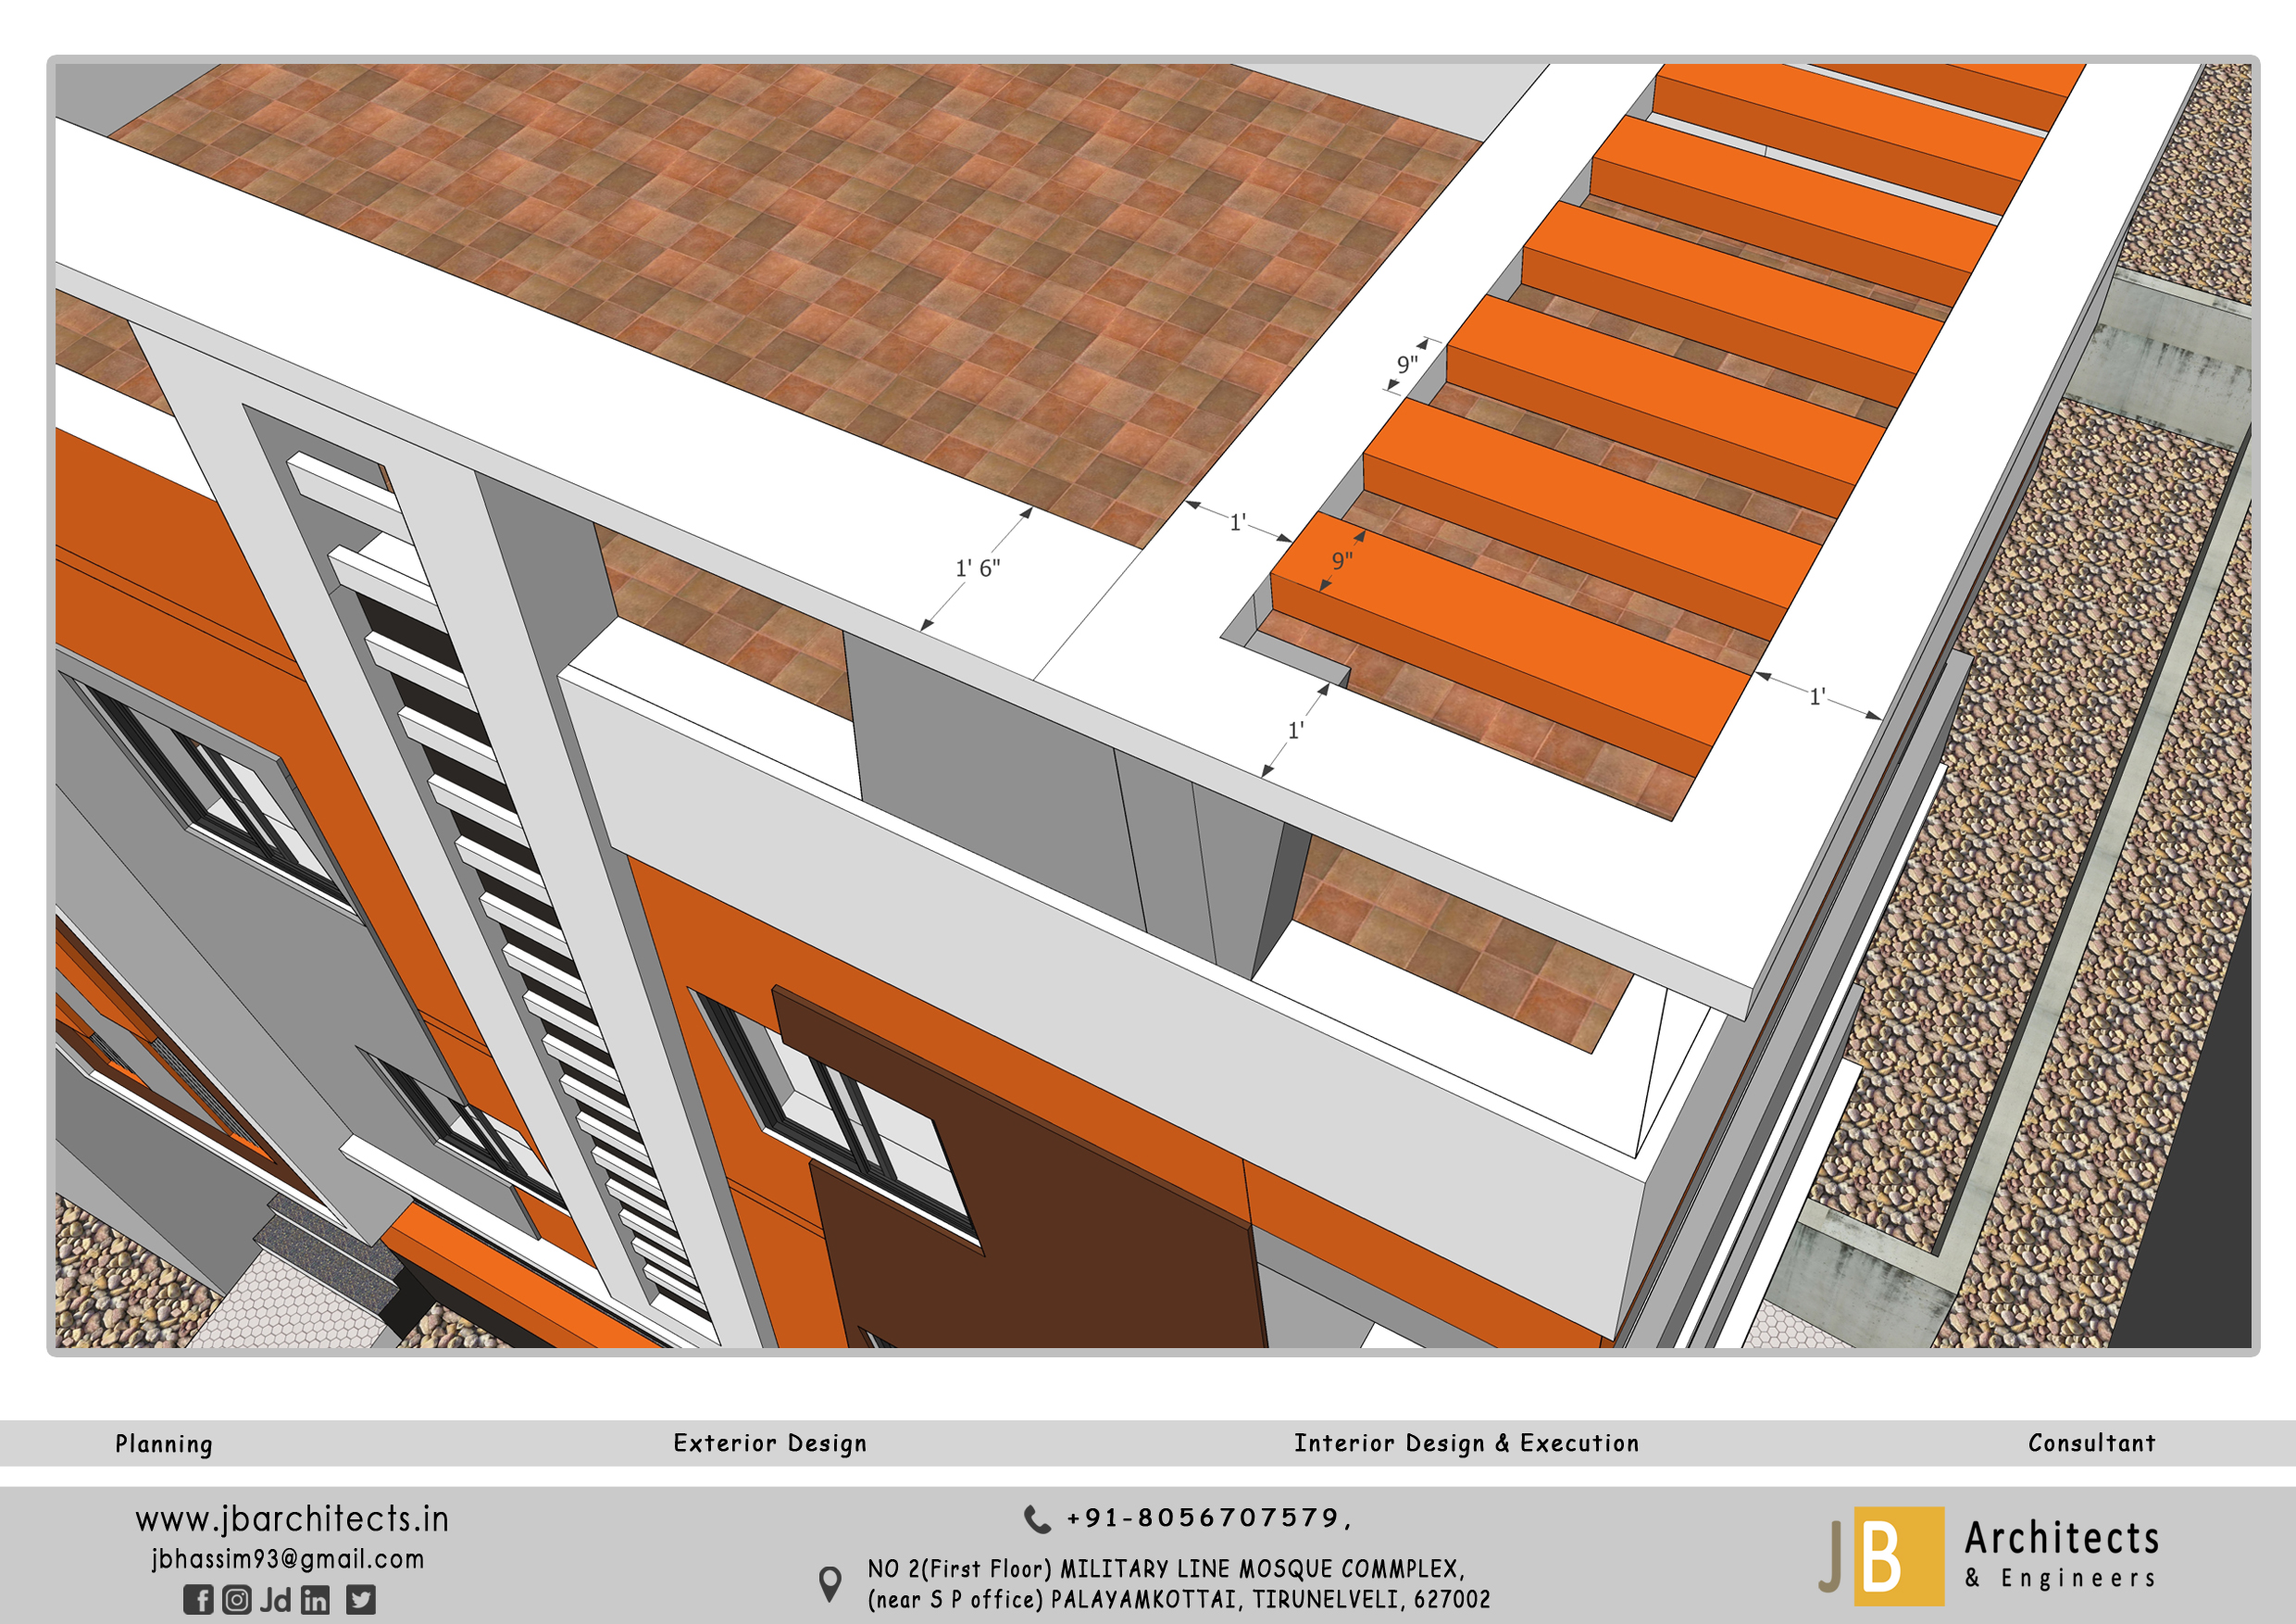 9"
1'
9"
1' 6"
1'
1'
Planning
Exterior Design
Interior Design & Execution
Consultant
www.jbarchitects.in
jbhassim93@gmail.com
Jd
+91-8056707579,
NO 2(First Floor) MILITARY LINE MOSQUE COMMPLEX,
(near S P office) PALAYAMKOTTAI, TIRUNELVELI, 627002
JB
Architects
& Engineers